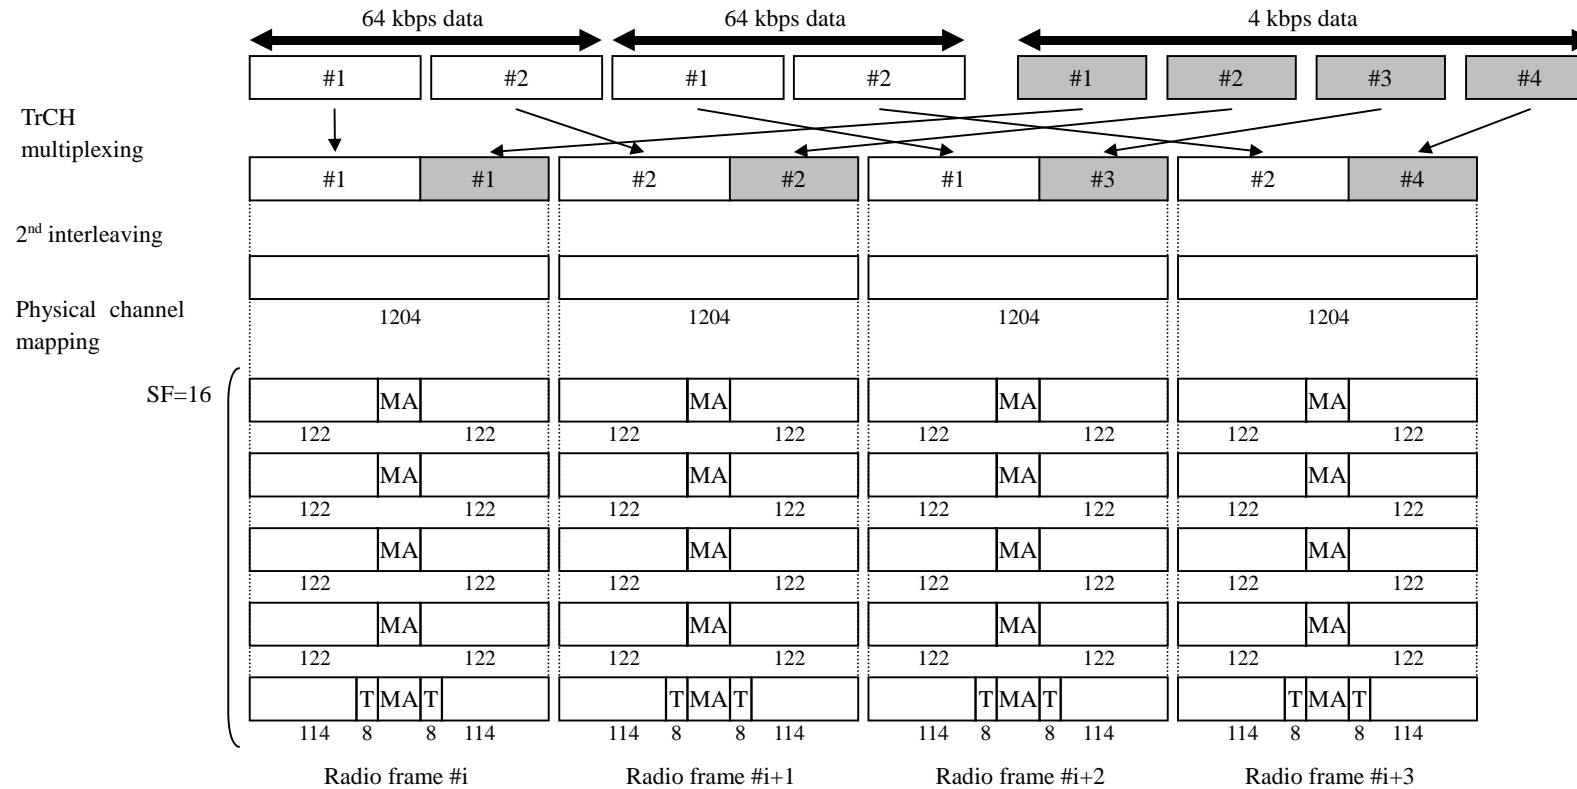 64 kbps data 64 kbps data 4 kbps data
#1 #2 #1 #2 #1 #2 #3 #4
TrCH
multiplexing
#1 #1 #2 #2 #1 #3 #2 #4
2nd interleaving
Physical channel
mapping
1204 1204 1204 1204
SF=16
MA MA MA MA
122 122 122 122 122 122 122 122
MA MA MA MA
122 122 122 122 122 122 122 122
MA MA MA MA
122 122 122 122 122 122 122 122
MA MA MA MA
122 122 122 122 122 122 122 122
T MA T T MA T T MA T T MA T
114 8 8 114 114 8 8 114 114 8 8 114 114 8 8 114
Radio frame #i Radio frame #i+1 Radio frame #i+2 Radio frame #i+3